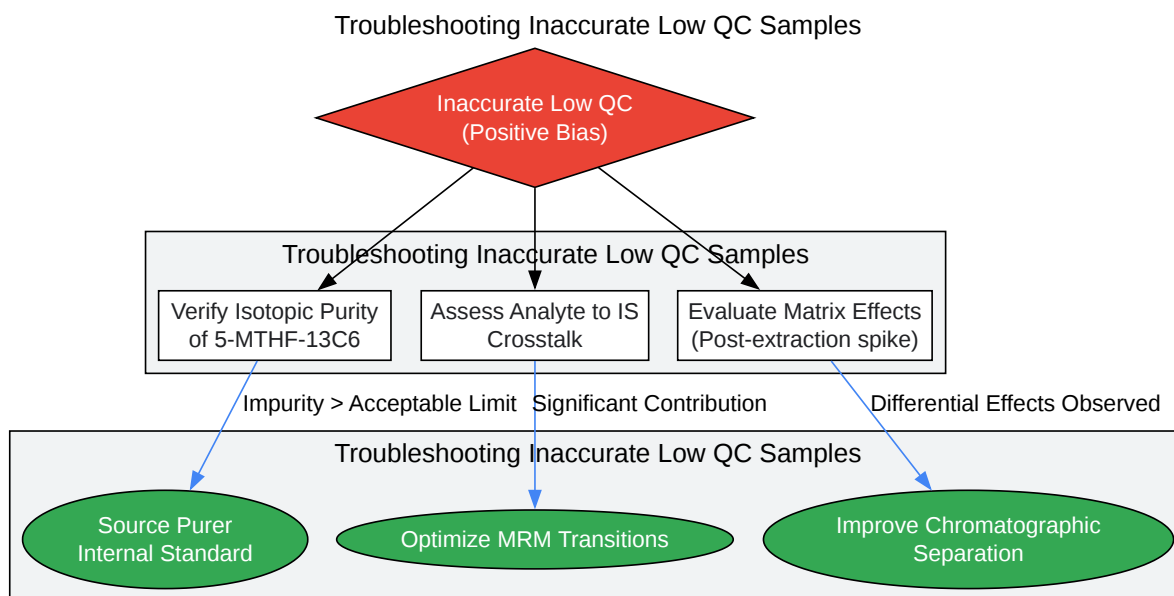 Troubleshooting Inaccurate Low QC Samples
Inaccurate Low QC
(Positive Bias)
Troubleshooting Inaccurate Low QC Samples
Verify Isotopic Purity
of 5-MTHF-13C6
Assess Analyte to IS
Crosstalk
Evaluate Matrix Effects
(Post-extraction spike)
Impurity > Acceptable Limit
Significant Contribution
Differential Effects Observed
Troubleshooting Inaccurate Low QC Samples
Source Purer
Internal Standard
Optimize MRM Transitions
Improve Chromatographic
Separation